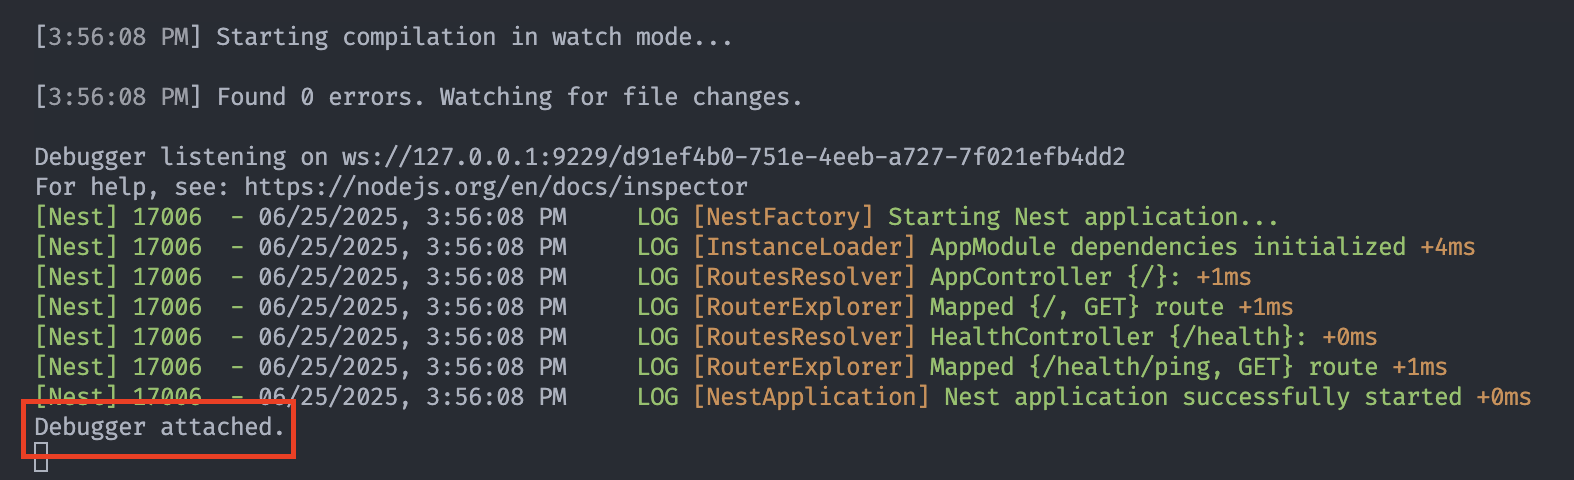 [3:56:08 PM] Starting compilation in watch mode...
[3:56:08 PM] Found 0 errors. Watching for file changes.
Debugger listening on ws://127.0.0.1:9229/d91ef4b0-751e-4eeb-a727-7f021efb4dd2
For help, see: https://nodejs.org/en/docs/inspector
[Nest] 17006  - 06/25/2025, 3:56:08 PM     LOG [NestFactory] Starting Nest application...
[Nest] 17006  - 06/25/2025, 3:56:08 PM     LOG [InstanceLoader] AppModule dependencies initialized +4ms
[Nest] 17006  - 06/25/2025, 3:56:08 PM     LOG [RoutesResolver] AppController {/}: +1ms
[Nest] 17006  - 06/25/2025, 3:56:08 PM     LOG [RouterExplorer] Mapped {/, GET} route +1ms
[Nest] 17006  - 06/25/2025, 3:56:08 PM     LOG [RoutesResolver] HealthController {/health}: +0ms
[Nest] 17006  - 06/25/2025, 3:56:08 PM     LOG [RouterExplorer] Mapped {/health/ping, GET} route +1ms
[Nest] 17006  - 06/25/2025, 3:56:08 PM     LOG [NestApplication] Nest application successfully started +0ms
Debugger attached.